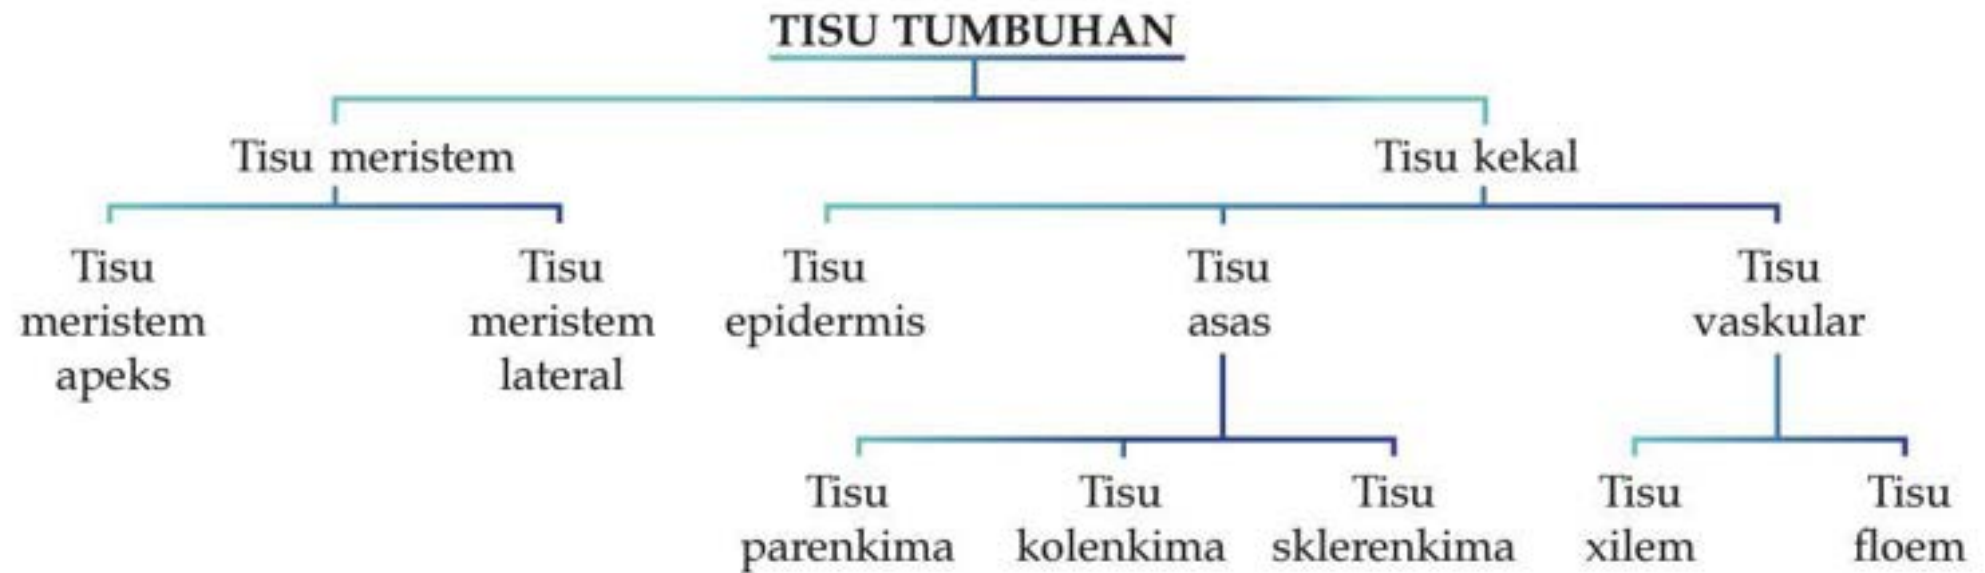 TISU TUMBUHAN
Tisu meristem
Tisu kekal
Tisu
meristem
apeks
Tisu
meristem
lateral
Tisu
epidermis
Tisu
asas
Tisu
vaskular
Tisu
parenkima
Tisu
kolenkima
Tisu
sklerenkima
Tisu
xilem
Tisu
floem